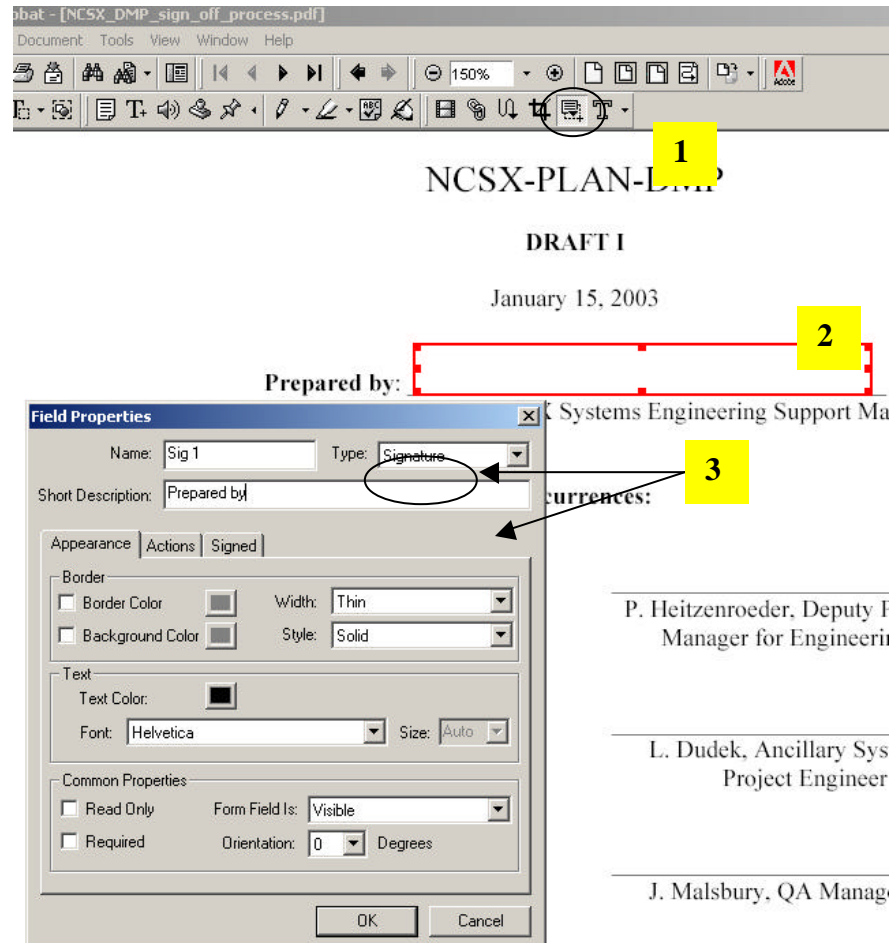 obat - [NCSX_DMP_sign_off_process.pdf]
Document Tools View Window Help
150%
Adobe
1
NCSX-PLAN-DMP
DRAFT I
January 15, 2003
2
Prepared by:
Systems Engineering Support Ma
Field Properties
Name: Sig 1 Type: Signature
3
Short Description: Prepared by
currences:
Appearance Actions Signed
Border
Border Color Width: Thin
Background Color Style: Solid
P. Heitzenroeder, Deputy P
Manager for Engineerin
Text
Text Color:
Font: Helvetica Size: Auto
L. Dudek, Ancillary Sys
Project Engineer
Common Properties
Read Only Form Field Is: Visible
Required Orientation: 0 Degrees
J. Malsbury, QA Manage
OK Cancel